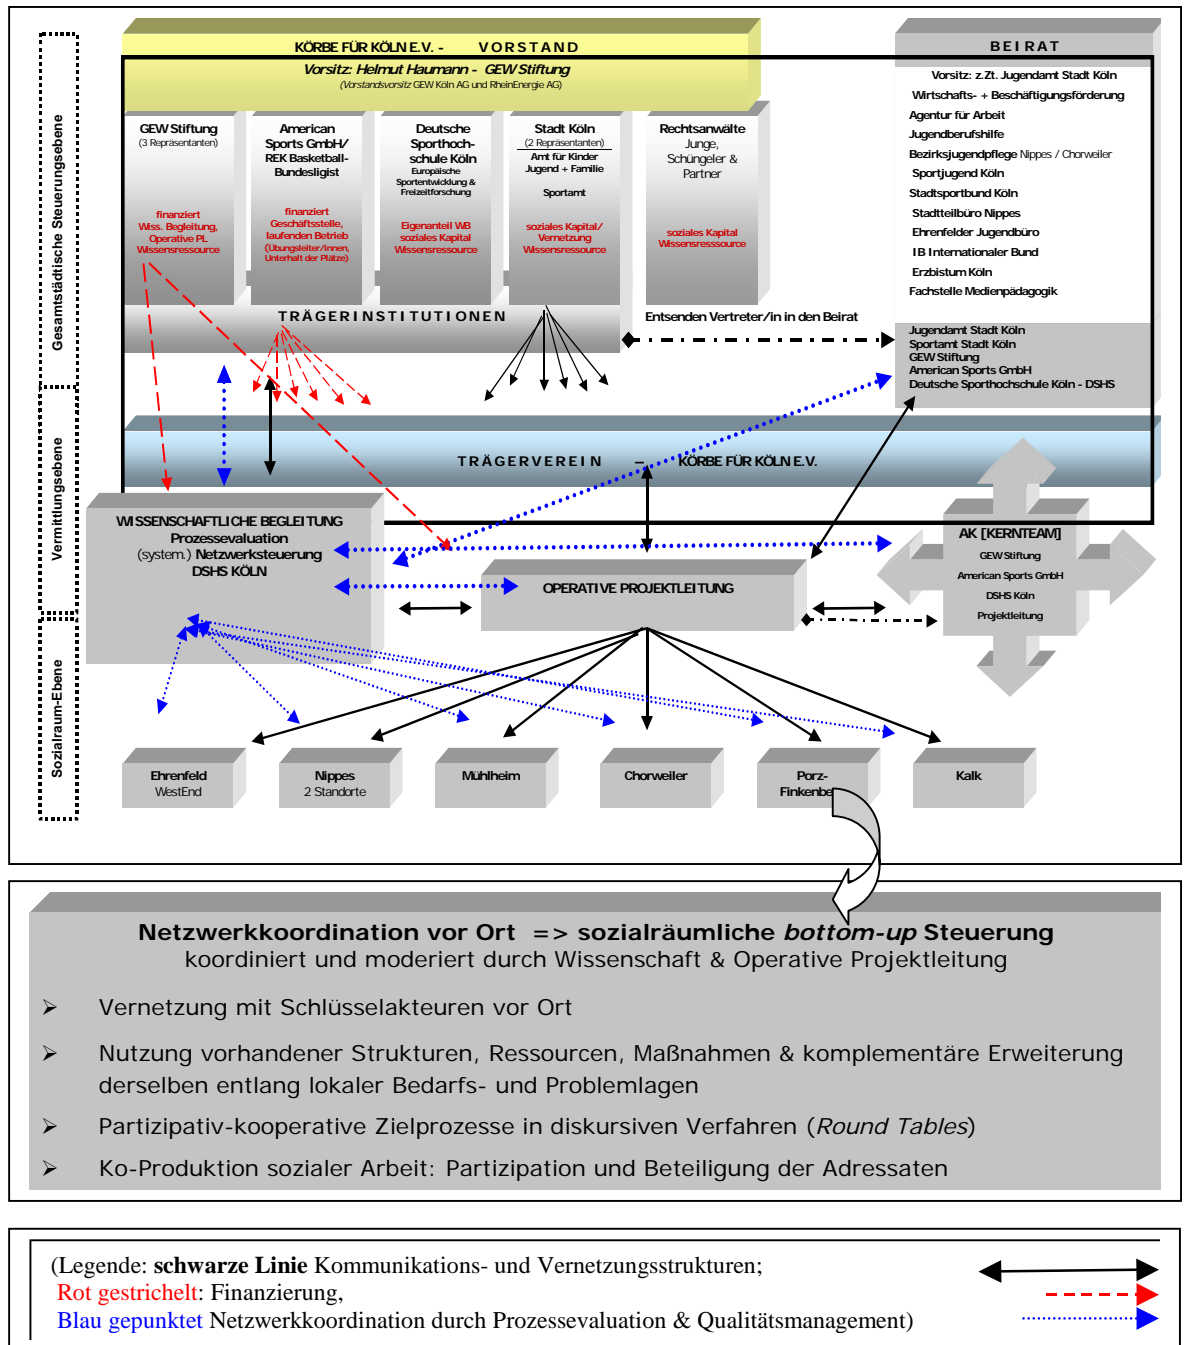 Gesamtstädtische Steuerungsebene
Vermittlungsebene
Sozialraum-Ebene
KÖRBE FÜR KÖLN E.V. - VORSTAND
Vorsitz: Helmut Haumann - GEW Stiftung
(Vorstandsvorsitz GEW Köln AG und RheinEnergie AG)
GEW Stiftung
(3 Repräsentanten)
finanziert
Wiss. Begleitung,
Operative PL
Wissensressource
American
Sports GmbH/
REK Basketball-
Bundesligist
finanziert
Geschäftsstelle,
laufenden Betrieb
(Übungsleiter/innen,
Unterhalt der Plätze)
Deutsche
Sporthoch-
schule Köln
Europäische
Sportentwicklung &
Freizeitforschung
Eigenanteil WB
soziales Kapital
Wissensressource
Stadt Köln
(2 Repräsentanten)
Amt für Kinder
Jugend + Familie
Sportamt
soziales Kapital/
Vernetzung
Wissensressource
Rechtsanwälte
Junge,
Schüngeler &
Partner
soziales Kapital
Wissensssource
TRÄGERINSTITUTIONEN
Entsenden Vertreter/in in den Beirat
BEIRAT
Vorsitz: z.Zt. Jugendamt Stadt Köln
Wirtschafts- + Beschäftigungsförderung
Agentur für Arbeit
Jugendberufshilfe
Bezirksjugendpflege Nippes / Chorweiler
Sportjugend Köln
Stadtsportbund Köln
Stadtteilbüro Nippes
Ehrenfelder Jugendbüro
IB Internationaler Bund
Erzbistum Köln
Fachstelle Medienpädagogik
Jugendamt Stadt Köln
Sportamt Stadt Köln
GEW Stiftung
American Sports GmbH
Deutsche Sporthochschule Köln - DSHS
TRÄGERVEREIN – KÖRBE FÜR KÖLN E.V.
WISSENSCHAFTLICHE BEGLEITUNG
Prozessevaluation
(system.) Netzwerksteuerung
DSHS KÖLN
OPERATIVE PROJEKTLEITUNG
AK [KERNTEAM]
GEW Stiftung
American Sports GmbH
DSHS Köln
Projektleitung
Ehrenfeld
WestEnd
Nippes
2 Standorte
Mühlheim
Chorweiler
Porz-
Finkenbe
Kalk
Netzwerkkoordination vor Ort => sozialräumliche bottom-up Steuerung
koordiniert und moderiert durch Wissenschaft & Operative Projektleitung
➢ Vernetzung mit Schlüsselakteuren vor Ort
➢ Nutzung vorhandener Strukturen, Ressourcen, Maßnahmen & komplementäre Erweiterung
derselben entlang lokaler Bedarfs- und Problemlagen
➢ Partizipativ-kooperative Zielprozesse in diskursiven Verfahren (Round Tables)
➢ Ko-Produktion sozialer Arbeit: Partizipation und Beteiligung der Adressaten
(Legende: schwarze Linie Kommunikations- und Vernetzungsstrukturen;
Rot gestrichelt: Finanzierung,
Blau gepunktet Netzwerkkoordination durch Prozessevaluation & Qualitätsmanagement)